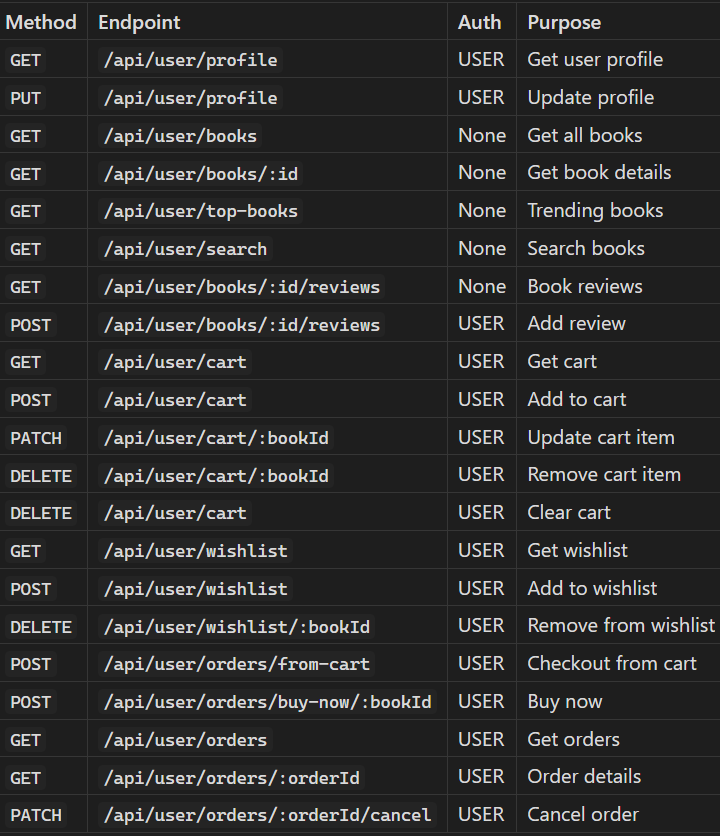 Method Endpoint Auth Purpose
GET /api/user/profile USER Get user profile
PUT /api/user/profile USER Update profile
GET /api/user/books None Get all books
GET /api/user/books/:id None Get book details
GET /api/user/top-books None Trending books
GET /api/user/search None Search books
GET /api/user/books/:id/reviews None Book reviews
POST /api/user/books/:id/reviews USER Add review
GET /api/user/cart USER Get cart
POST /api/user/cart USER Add to cart
PATCH /api/user/cart/:bookId USER Update cart item
DELETE /api/user/cart/:bookId USER Remove cart item
DELETE /api/user/cart USER Clear cart
GET /api/user/wishlist USER Get wishlist
POST /api/user/wishlist USER Add to wishlist
DELETE /api/user/wishlist/:bookId USER Remove from wishlist
POST /api/user/orders/from-cart USER Checkout from cart
POST /api/user/orders/buy-now/:bookId USER Buy now
GET /api/user/orders USER Get orders
GET /api/user/orders/:orderId USER Order details
PATCH /api/user/orders/:orderId/cancel USER Cancel order